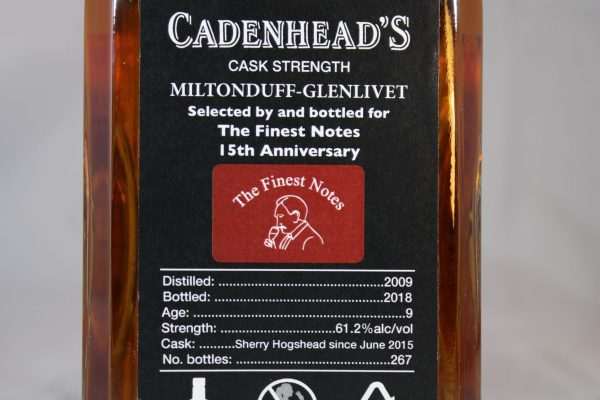 CADENHEAD'S
CASK STRENGTH
MILTONDUFF-GLENLIVET
Selected by and bottled for
The Finest Notes
15th Anniversary
The Finest Notes
Distilled: ..........................................2009
Bottled: ...........................................2018
Age: .....................................................9
Strength: ..............................61.2%alc/vol
Cask: ..........Sherry Hogshead since June 2015
No. bottles: ......................................267